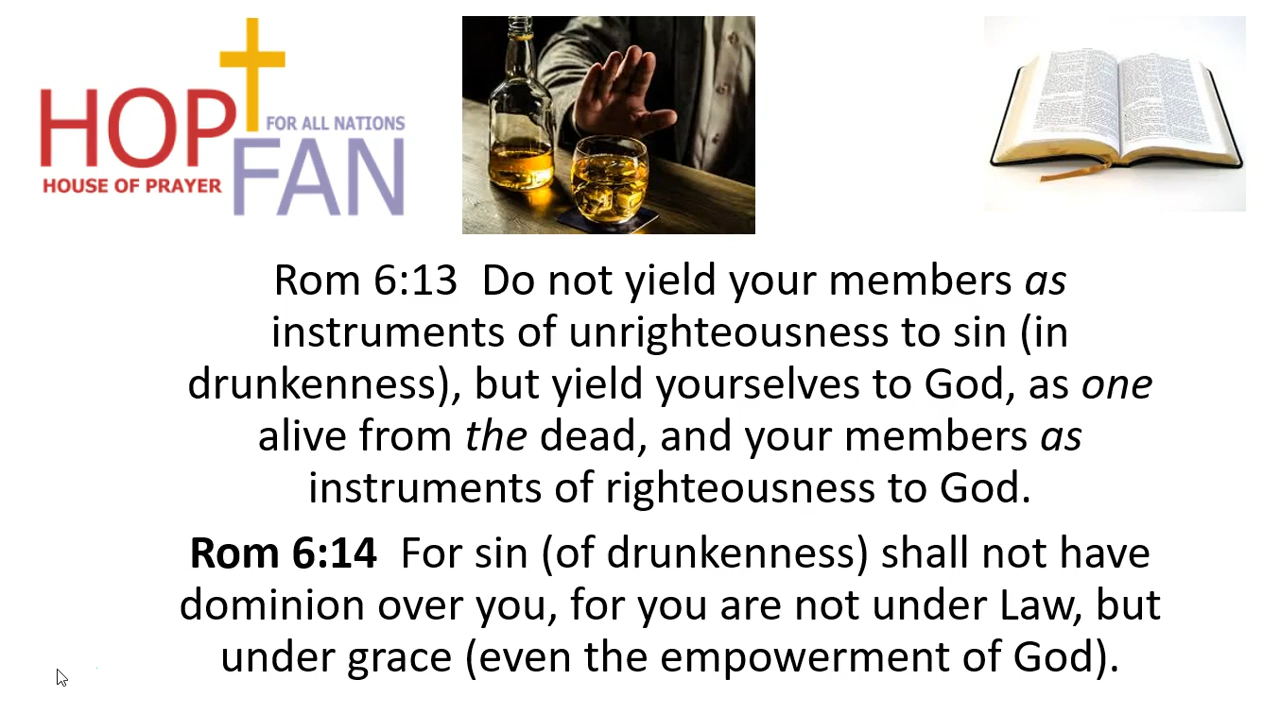 HOP
FOR ALL NATIONS
HOUSE OF PRAYER
FAN
Rom 6:13  Do not yield your members as
instruments of unrighteousness to sin (in
drunkenness), but yield yourselves to God, as one
alive from the dead, and your members as
instruments of righteousness to God.
Rom 6:14  For sin (of drunkenness) shall not have
dominion over you, for you are not under Law, but
under grace (even the empowerment of God).